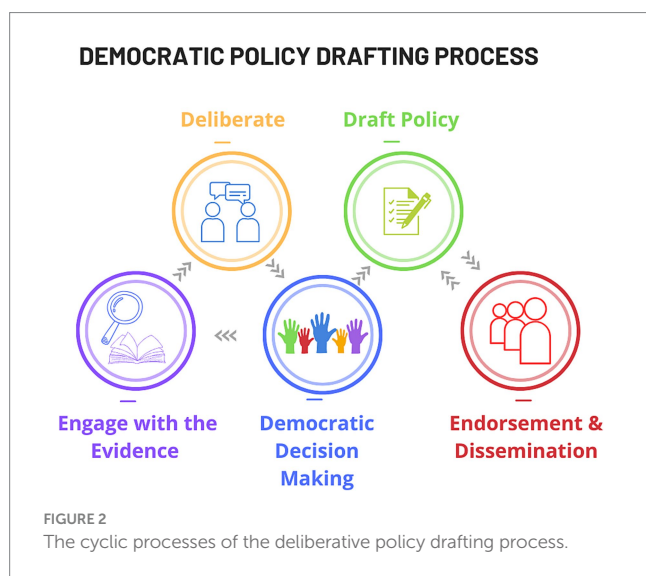 DEMOCRATIC POLICY DRAFTING PROCESS
Deliberate
Draft Policy
Engage with the
Evidence
Democratic
Decision
Making
Endorsement &
Dissemination
FIGURE 2
The cyclic processes of the deliberative policy drafting process.